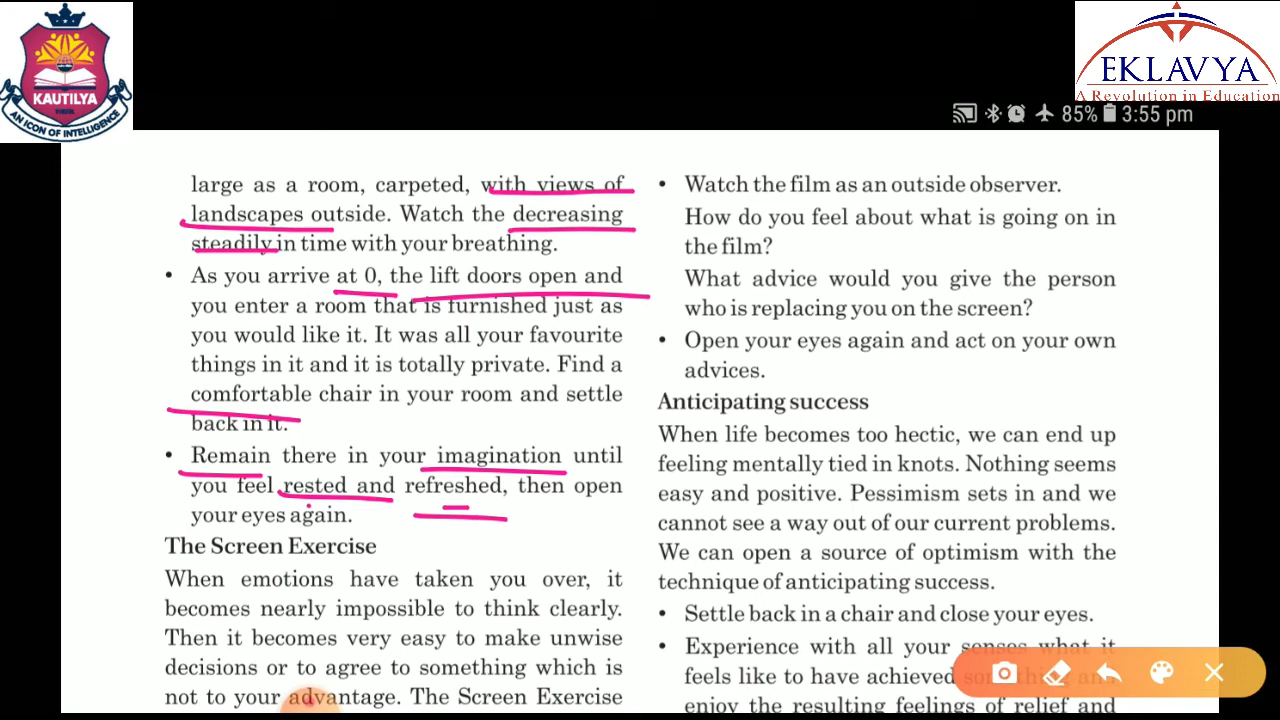 KAUTILYA
AN ICON OF INTELLIGENCE
EKLAVYA
A Revolution in Education
85% 3:55 pm
large as a room, carpeted, with views of
landscapes outside. Watch the decreasing
steadily in time with your breathing.
• As you arrive at 0, the lift doors open and
you enter a room that is furnished just as
you would like it. It was all your favourite
things in it and it is totally private. Find a
comfortable chair in your room and settle
back in it.
• Remain there in your imagination until
you feel rested and refreshed, then open
your eyes again.
The Screen Exercise
When emotions have taken you over, it
becomes nearly impossible to think clearly.
Then it becomes very easy to make unwise
decisions or to agree to something which is
not to your advantage. The Screen Exercise
• Watch the film as an outside observer.
How do you feel about what is going on in
the film?
What advice would you give the person
who is replacing you on the screen?
• Open your eyes again and act on your own
advices.
Anticipating success
When life becomes too hectic, we can end up
feeling mentally tied in knots. Nothing seems
easy and positive. Pessimism sets in and we
cannot see a way out of our current problems.
We can open a source of optimism with the
technique of anticipating success.
• Settle back in a chair and close your eyes.
• Experience with all your senses what it
feels like to have achieved something and
enjoy the resulting feelings of relief and